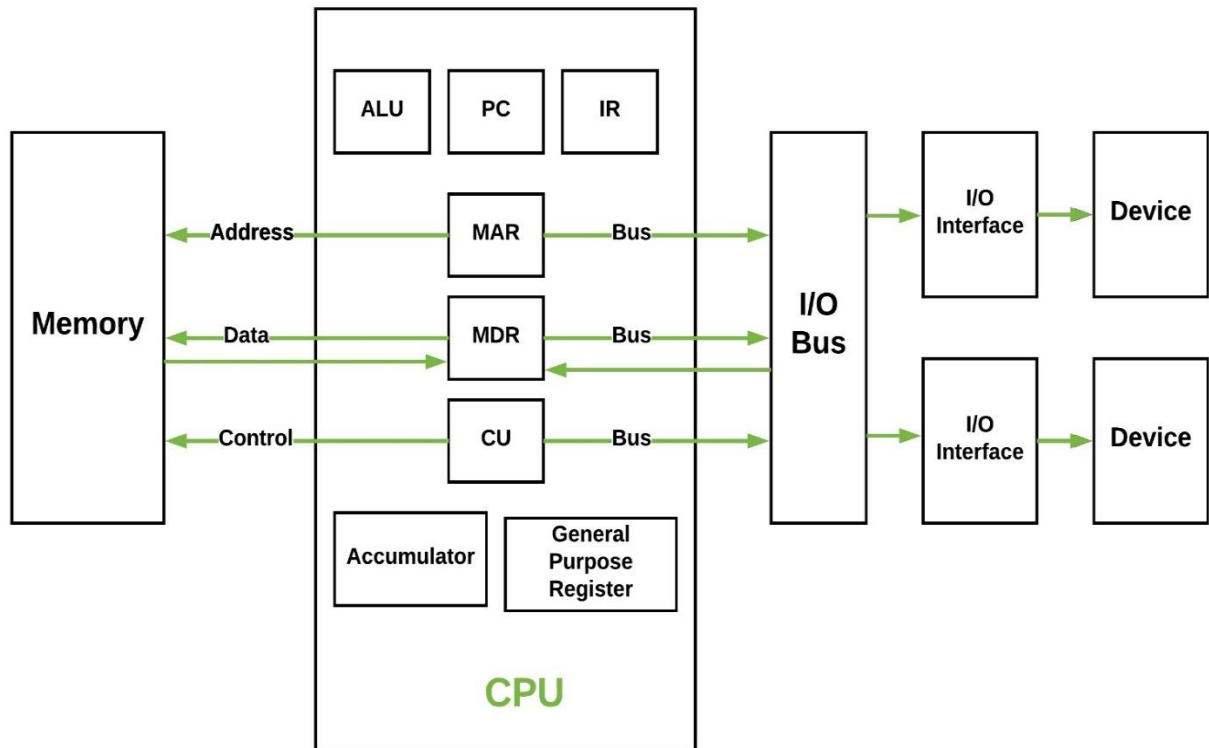 ALU
PC
IR
Memory
Address
MAR
Bus
Data
MDR
Bus
Control
CU
Bus
Accumulator
General
Purpose
Register
CPU
I/O
Bus
I/O
Interface
Device
I/O
Interface
Device